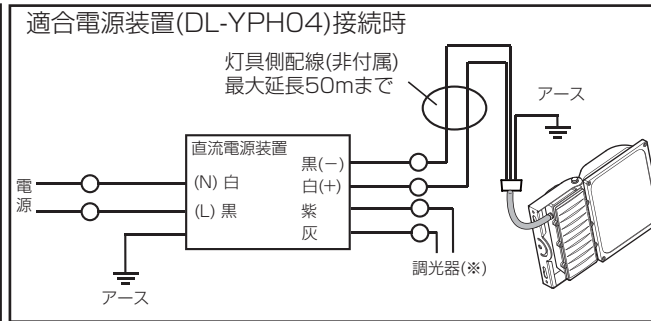 適合電源装置(DL-YPH04)接続時
灯具側配線(非付属)
最大延長50mまで
アース
直流電源装置
黒(−)
白(+)
紫
灰
(N) 白
(L) 黒
電源
アース
調光器(※)